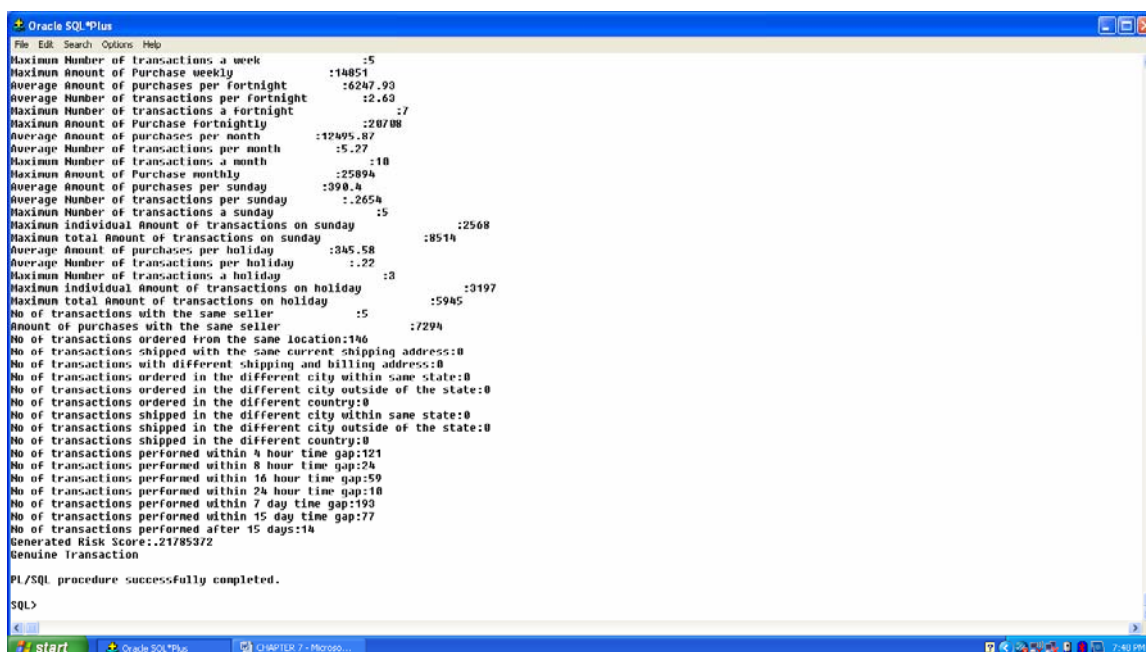 Oracle SQL*Plus
File Edit Search Options Help
Maximum Number of transactions a week :5
Maximum Amount of Purchase weekly :14851
Average Amount of purchases per fortnight :6247.93
Average Number of transactions per fortnight :2.63
Maximum Number of transactions a fortnight :7
Maximum Amount of Purchase fortnightly :20708
Average Amount of purchases per month :12495.87
Average Number of transactions per month :5.27
Maximum Number of transactions a month :10
Maximum Amount of Purchase monthly :25894
Average Amount of purchases per sunday :390.4
Average Number of transactions per sunday :.2654
Maximum Number of transactions a sunday :5
Maximum individual Amount of transactions on sunday :2568
Maximum total Amount of transactions on sunday :8514
Average Amount of purchases per holiday :345.58
Average Number of transactions per holiday :.22
Maximum Number of transactions a holiday :3
Maximum individual Amount of transactions on holiday :3197
Maximum total Amount of transactions on holiday :5945
No of transactions with the same seller :5
Amount of purchases with the same seller :7294
No of transactions ordered from the same location:146
No of transactions shipped with the same current shipping address:0
No of transactions with different shipping and billing address:0
No of transactions ordered in the different city within same state:0
No of transactions ordered in the different city outside of the state:0
No of transactions ordered in the different country:0
No of transactions shipped in the different city within same state:0
No of transactions shipped in the different city outside of the state:0
No of transactions shipped in the different country:0
No of transactions performed within 4 hour time gap:121
No of transactions performed within 8 hour time gap:24
No of transactions performed within 16 hour time gap:59
No of transactions performed within 24 hour time gap:10
No of transactions performed within 7 day time gap:193
No of transactions performed within 15 day time gap:77
No of transactions performed after 15 days:14
Generated Risk Score:.21785372
Genuine Transaction
PL/SQL procedure successfully completed.
SQL>
start Oracle SQL*Plus CHAPTER 7 - Microso... 7:40 PM